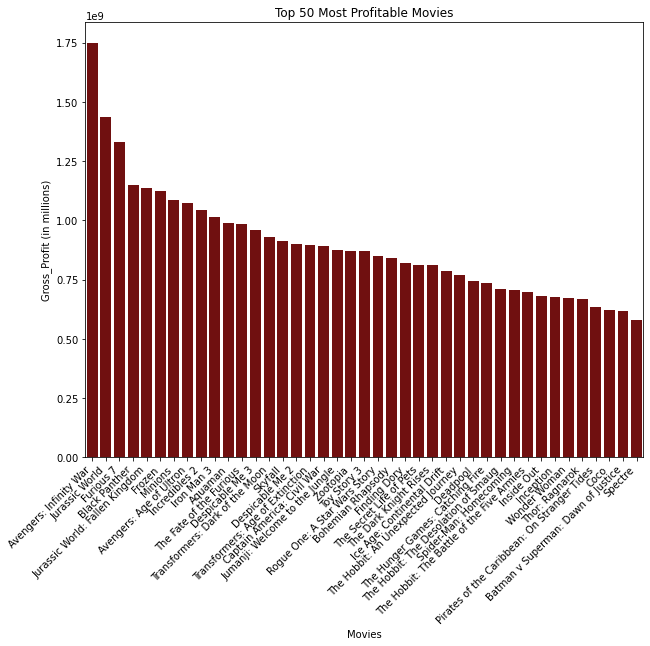 Top 50 Most Profitable Movies
1e9
1.75
1.50
1.25
1.00
0.75
0.50
0.25
0.00
Gross_Profit (in millions)
Avengers: Infinity War
Jurassic World
Furious 7
Black Panther
Jurassic World: Fallen Kingdom
Frozen
Minions
Avengers: Age of Ultron
Incredibles 2
Iron Man 3
Aquaman
The Fate of the Furious
Despicable Me 3
Transformers: Dark of the Moon
Skyfall
Despicable Me 2
Transformers: Age of Extinction
Captain America: Civil War
Jumanji: Welcome to the Jungle
Zootopia
Toy Story 3
Rogue One: A Star Wars Story
Bohemian Rhapsody
Finding Dory
The Secret Life of Pets
The Dark Knight Rises
Ice Age: Continental Drift
The Hobbit: An Unexpected Journey
Deadpool
The Hunger Games: Catching Fire
The Hobbit: The Desolation of Smaug
Spider-Man: Homecoming
The Hobbit: The Battle of the Five Armies
Inside Out
Inception
Wonder Woman
Thor: Ragnarok
Pirates of the Caribbean: On Stranger Tides
Coco
Batman v Superman: Dawn of Justice
Spectre
Movies